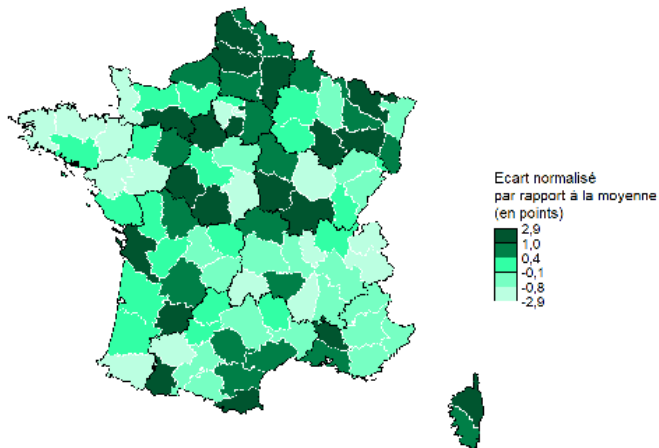 Ecart normalisé
par rapport à la moyenne
(en points)
2,9
1,0
0,4
-0,1
-0,8
-2,9